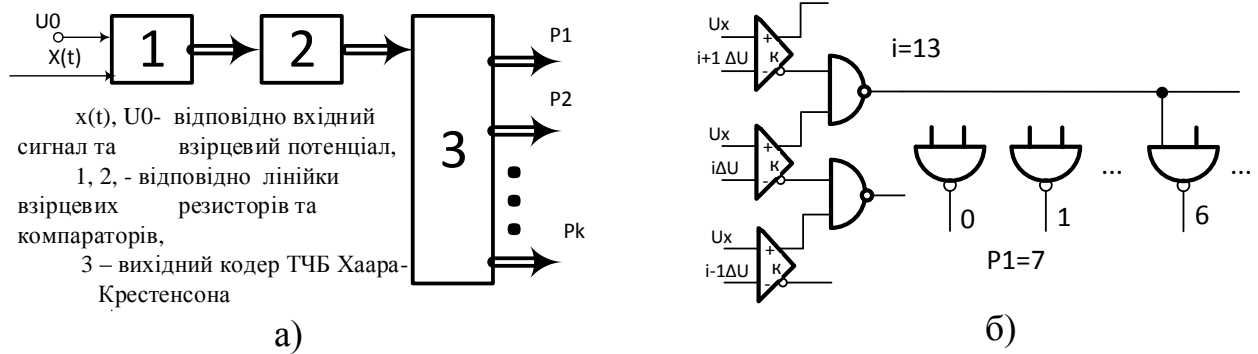 U0
X(t)
1
2
3
P1
P2
Pk
x(t), U0- відповідно вхідний
сигнал та взірцевий потенціал,
1, 2, - відповідно лінійки
взірцевих резисторів та
компараторів,
3 – вихідний кодер ТЧБ Хаара-
Крестенсона
а)
Ux
i+1 ΔU
+
К
-
i=13
Ux
iΔU
+
К
-
Ux
i-1ΔU
+
К
-
0
1
...
6
...
P1=7
б)